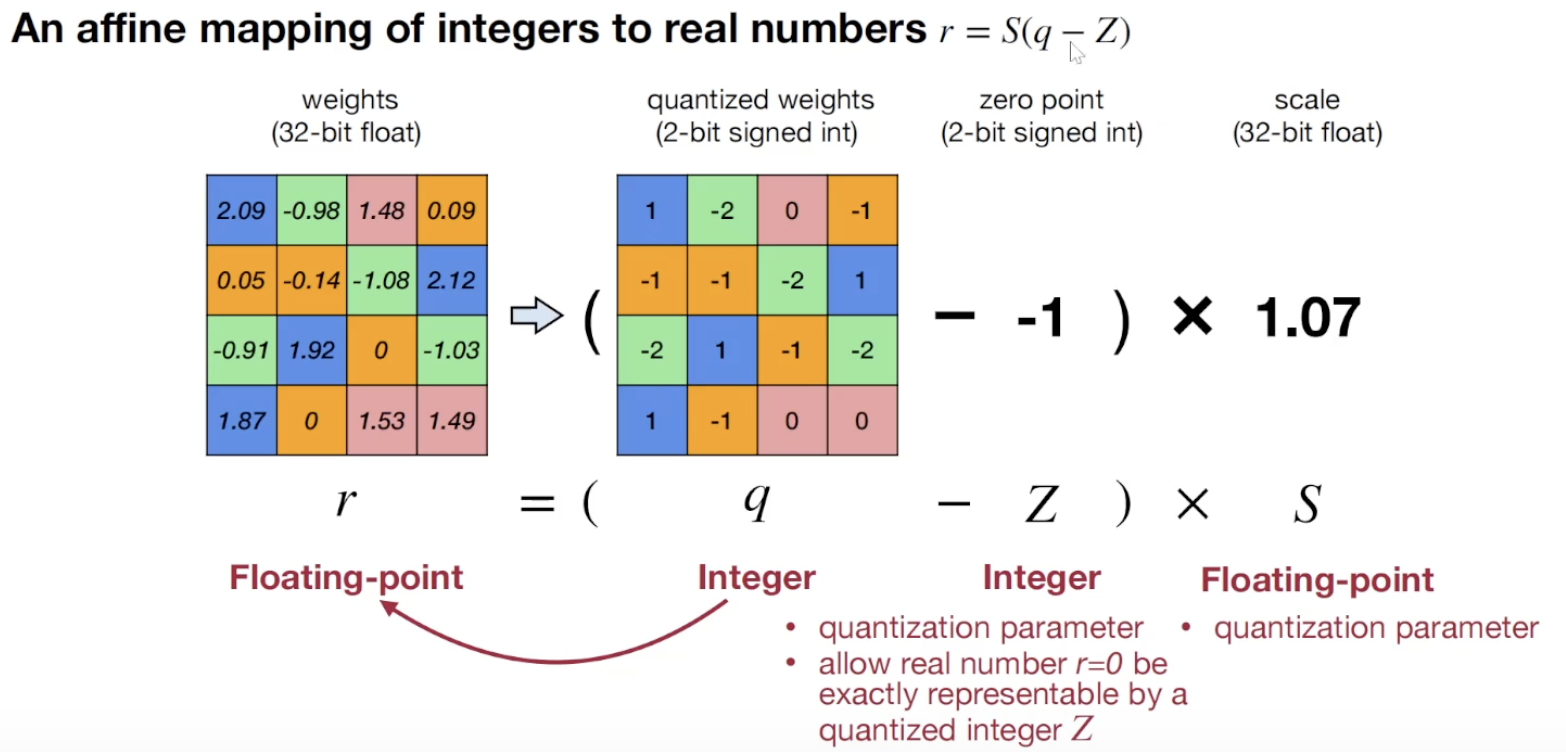 An affine mapping of integers to real numbers r = S(q − Z)
weights
(32-bit float)
quantized weights
(2-bit signed int)
zero point
(2-bit signed int)
scale
(32-bit float)
2.09 -0.98 1.48 0.09
0.05 -0.14 -1.08 2.12
-0.91 1.92 0 -1.03
1.87 0 1.53 1.49
(
1 -2 0 -1
-1 -1 -2 1
-2 1 -1 -2
1 -1 0 0
− -1 ) × 1.07
r = ( q − Z ) × S
Floating-point
Integer
Integer
Floating-point
• quantization parameter
• allow real number r=0 be
exactly representable by a
quantized integer Z
• quantization parameter